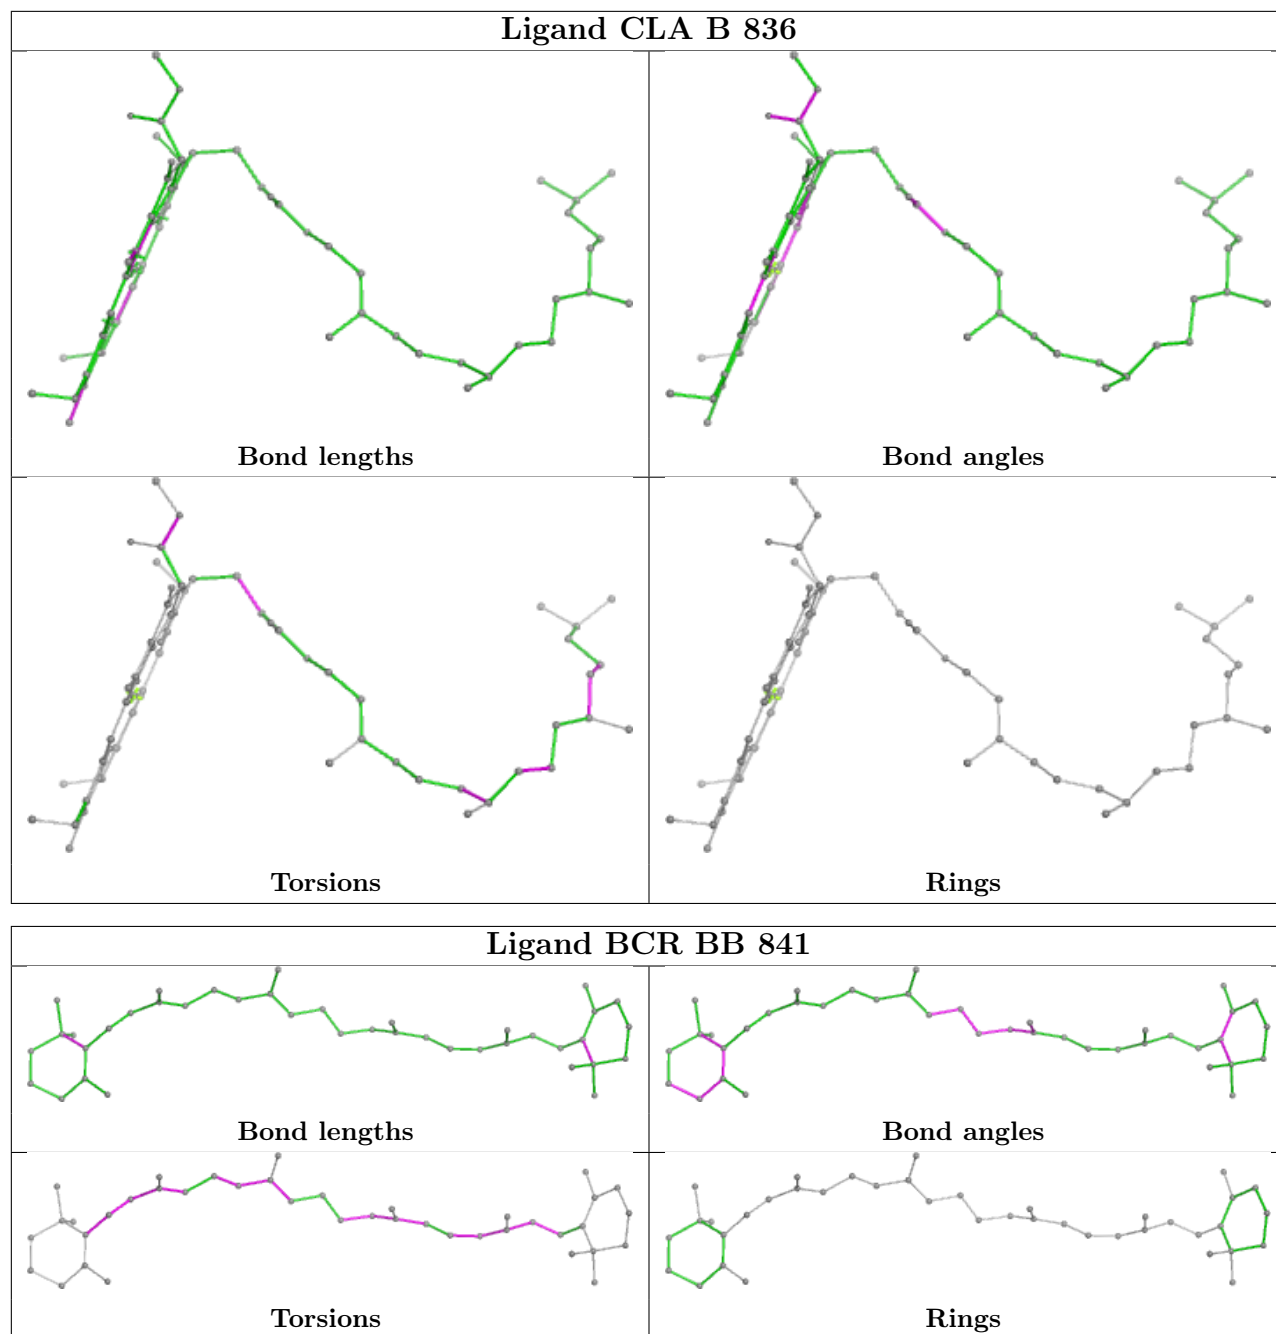 Ligand CLA B 836
Bond lengths
Bond angles
Torsions
Rings
Ligand BCR BB 841
Bond lengths
Bond angles
Torsions
Rings